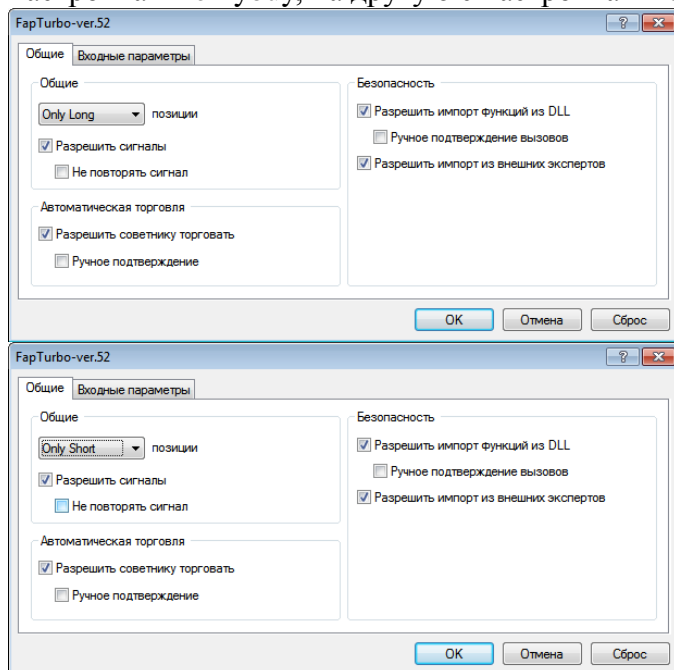 FapTurbo-ver.52
Общие Входные параметры
Общие
Only Long позиции
Разрешить сигналы
Не повторять сигнал
Автоматическая торговля
Разрешить советнику торговать
Ручное подтверждение
Безопасность
Разрешить импорт функций из DLL
Ручное подтверждение вызовов
Разрешить импорт из внешних экспертов
OK Отмена Сброс
FapTurbo-ver.52
Общие Входные параметры
Общие
Only Short позиции
Разрешить сигналы
Не повторять сигнал
Автоматическая торговля
Разрешить советнику торговать
Ручное подтверждение
Безопасность
Разрешить импорт функций из DLL
Ручное подтверждение вызовов
Разрешить импорт из внешних экспертов
OK Отмена Сброс